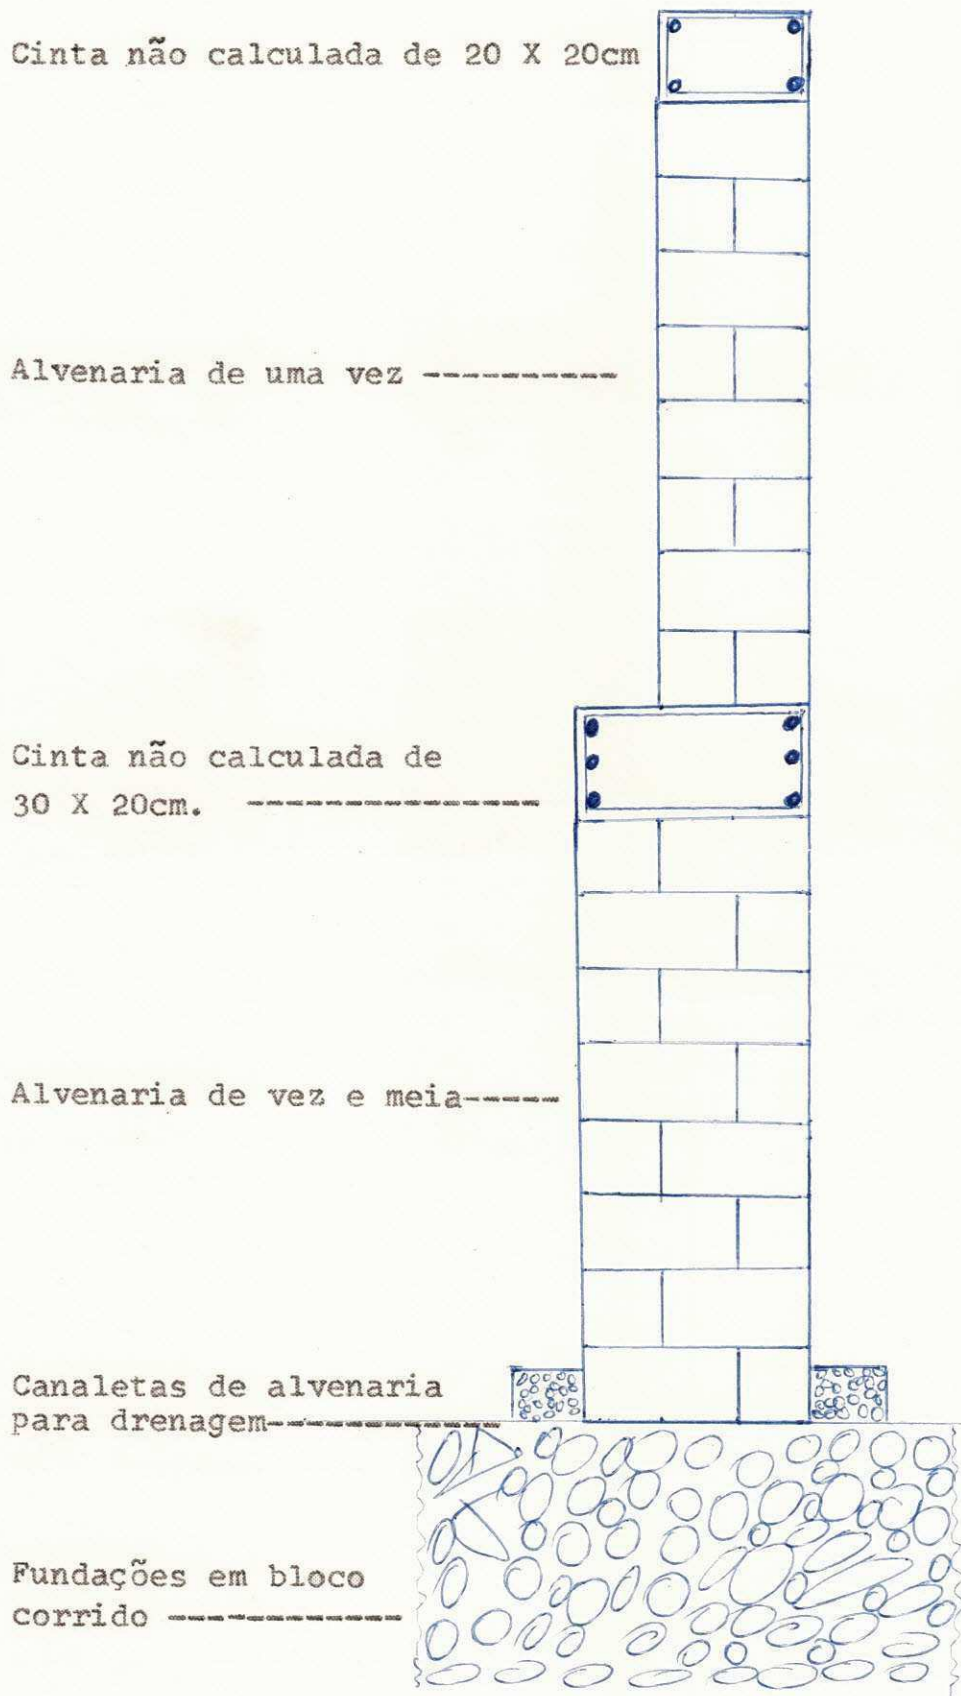 Cinta não calculada de 20 X 20cm
Alvenaria de uma vez ----------
Cinta não calculada de
30 X 20cm. ---------------
Alvenaria de vez e meia-----
Canaletas de alvenaria
para drenagem------------
Fundações em bloco
corrido ------------